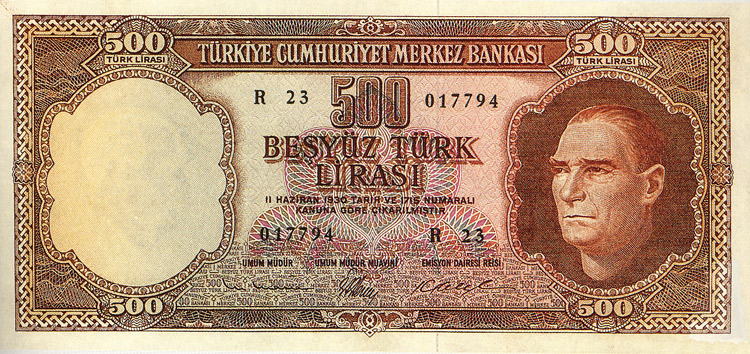 500 TÜRKİYE CUMHURİYET MERKEZ BANKASI 500
TÜRK LİRASI TÜRK LİRASI
R 23 500 017794
BEŞYÜZ TÜRK
LİRASI
11 HAZİRAN 1930 TARİH VE 1715 NUMARALI
KANUNA GÖRE ÇIKARILMIŞTIR
017794 R 23
UMUM MÜDÜR UMUM MÜDÜR MUAVİNİ EMİSYON DAİRESİ REİSİ
500 500